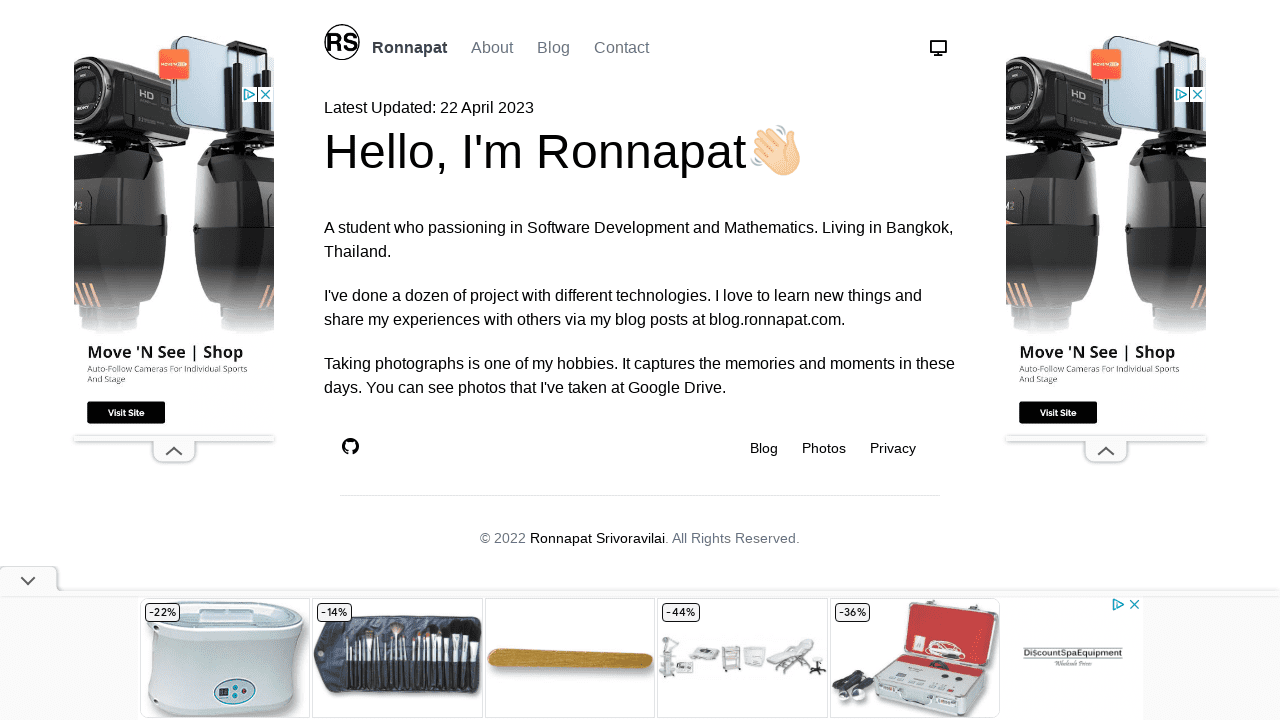 RS
Ronnapat About Blog Contact
Latest Updated: 22 April 2023
Hello, I'm Ronnapat👋🏻
A student who passioning in Software Development and Mathematics. Living in Bangkok,
Thailand.
I've done a dozen of project with different technologies. I love to learn new things and
share my experiences with others via my blog posts at blog.ronnapat.com.
Taking photographs is one of my hobbies. It captures the memories and moments in these
days. You can see photos that I've taken at Google Drive.
Blog Photos Privacy
© 2022 Ronnapat Srivoravilai. All Rights Reserved.
HD
Move 'N See | Shop
Auto-Follow Cameras For Individual Sports
And Stage
Visit Site
HD
Move 'N See | Shop
Auto-Follow Cameras For Individual Sports
And Stage
Visit Site
-22%
-14%
-44%
-36%
DiscountSpaEquipment
Wholesale Prices